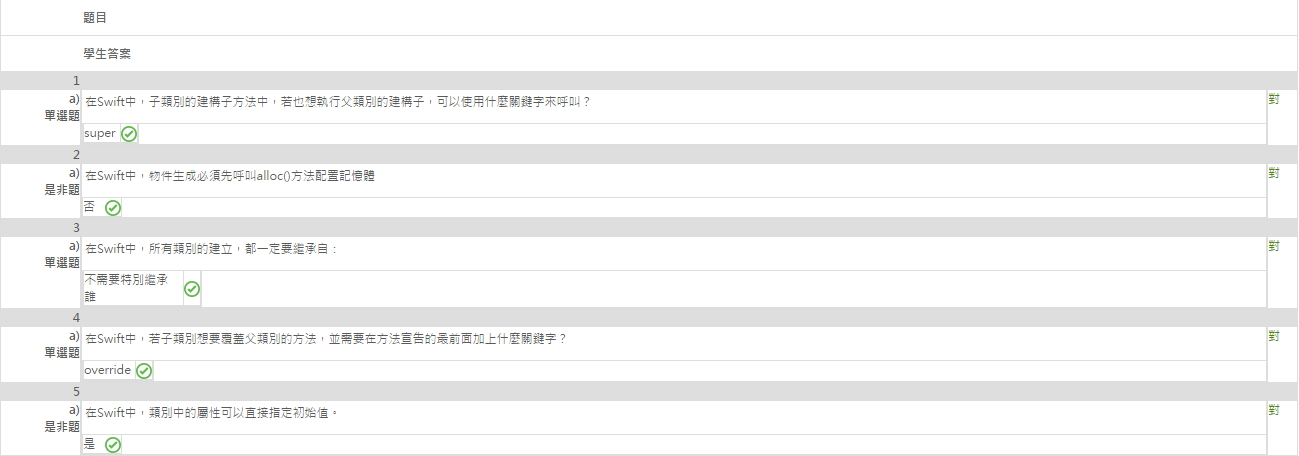 題目
學生答案
1
a)
單選題
在Swift中，子類別的建構子方法中，若也想執行父類別的建構子，可以使用什麼關鍵字來呼叫？
對
super
2
a)
是非題
在Swift中，物件生成必須先呼叫alloc()方法配置記憶體
對
否
3
a)
單選題
在Swift中，所有類別的建立，都一定要繼承自：
對
不需要特別繼承
誰
4
a)
單選題
在Swift中，若子類別想要覆蓋父類別的方法，並需要在方法宣告的最前面加上什麼關鍵字？
對
override
5
a)
是非題
在Swift中，類別中的屬性可以直接指定初始值。
對
是